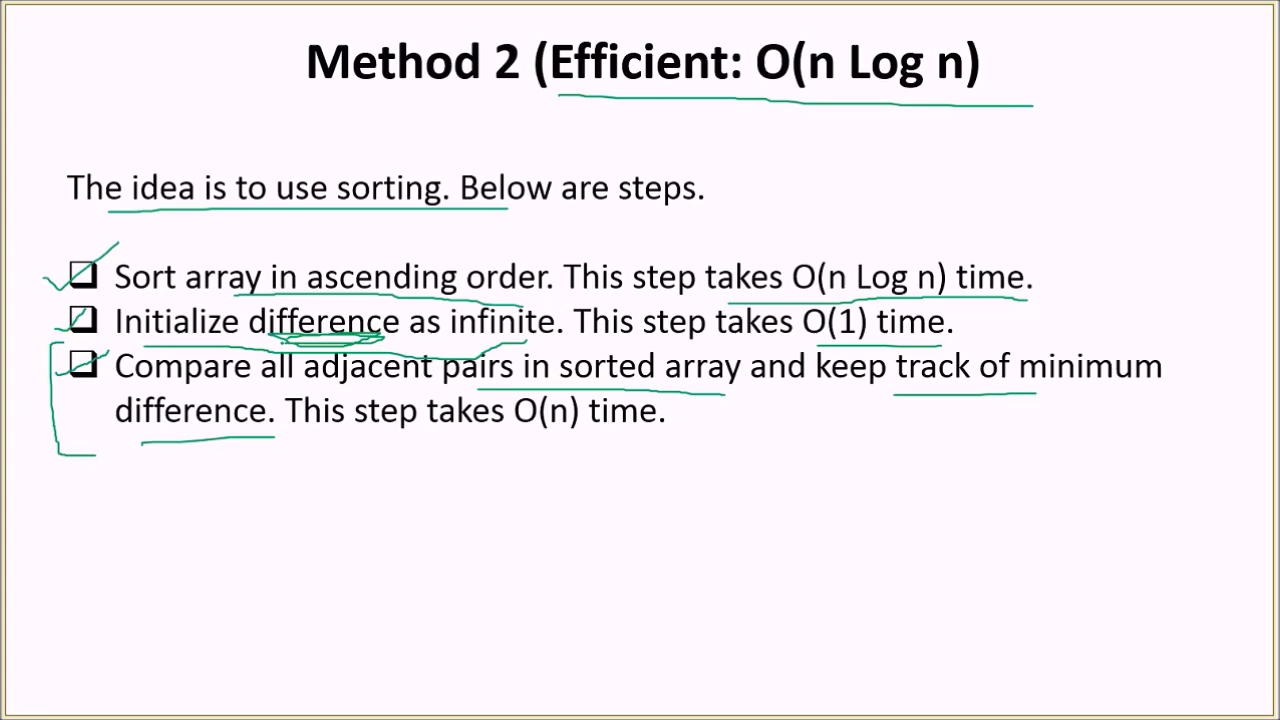 Method 2 (Efficient: O(n Log n)
The idea is to use sorting. Below are steps.
Sort array in ascending order. This step takes O(n Log n) time.
Initialize difference as infinite. This step takes O(1) time.
Compare all adjacent pairs in sorted array and keep track of minimum
difference. This step takes O(n) time.